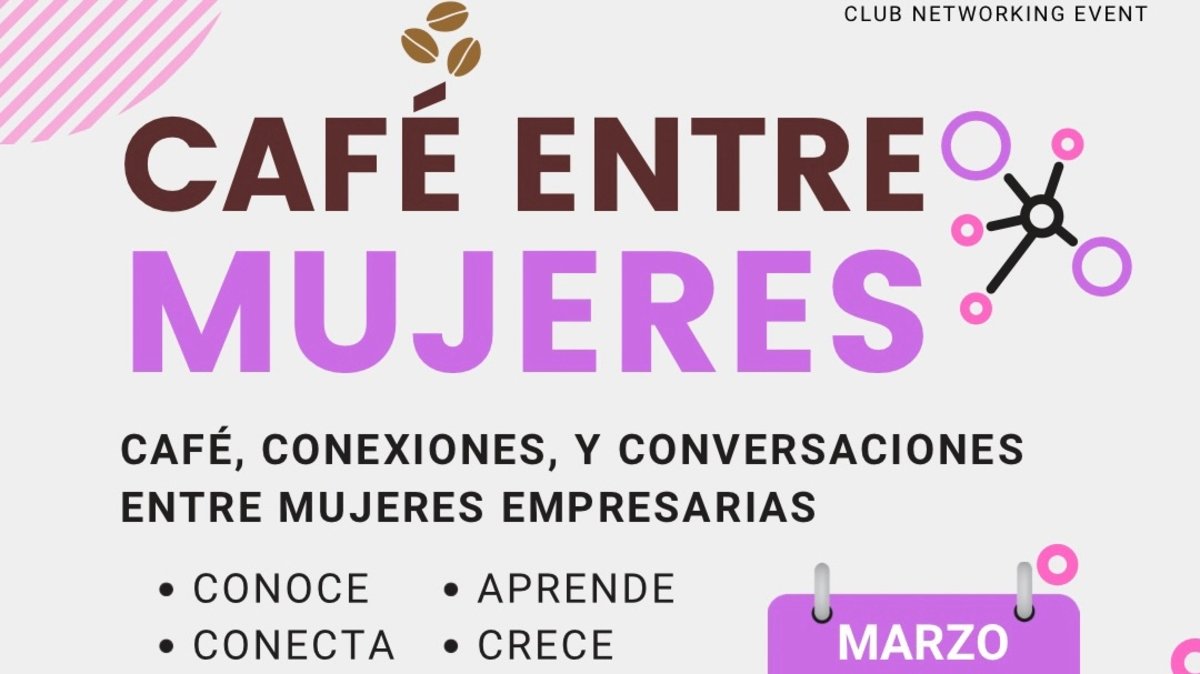 CLUB NETWORKING EVENT
CAFÉ ENTRE
MUJERES
CAFÉ, CONEXIONES, Y CONVERSACIONES
ENTRE MUJERES EMPRESARIAS
• CONOCE
• CONECTA
• APRENDE
• CRECE
MARZO